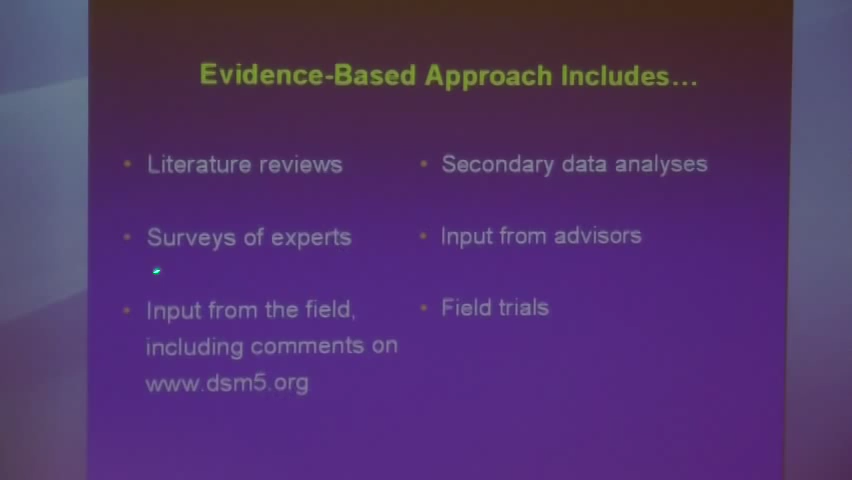 Evidence-Based Approach Includes…
• Literature reviews
• Surveys of experts
• Input from the field,
including comments on
www.dsm5.org
• Secondary data analyses
• Input from advisors
• Field trials